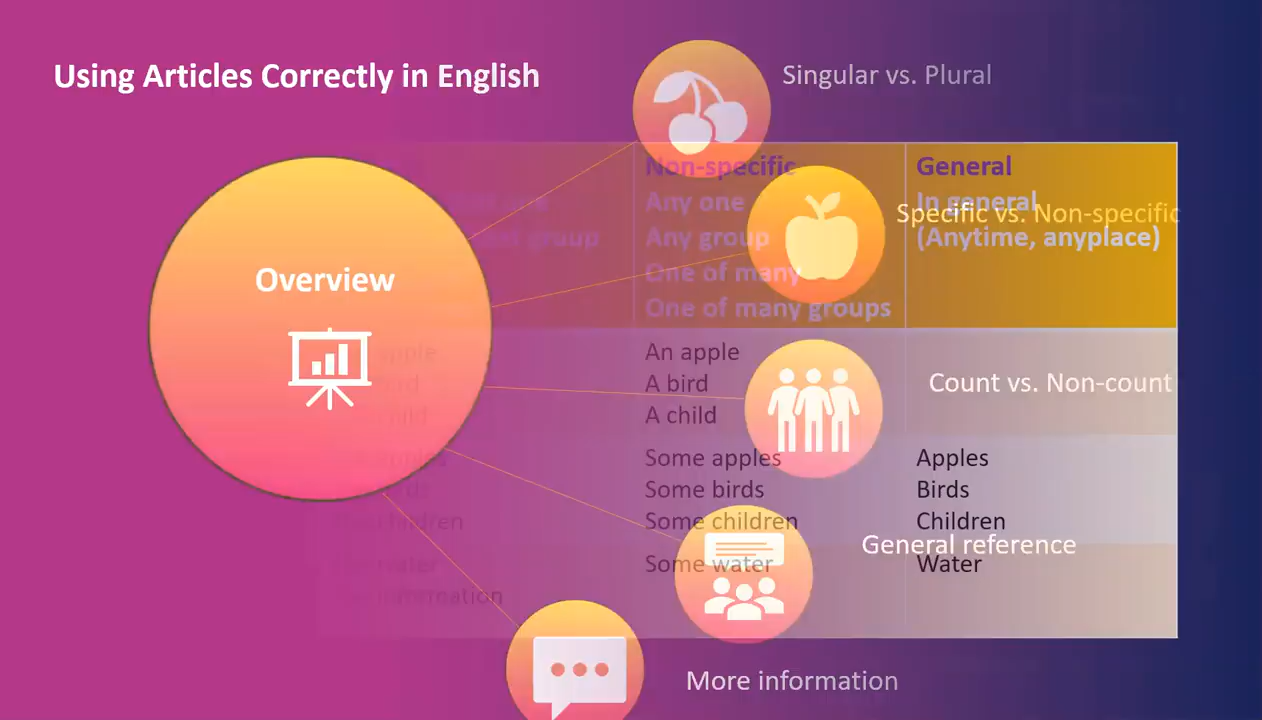 Using Articles Correctly in English
Singular vs. Plural
Specific vs. Non-specific
Overview
Count vs. Non-count
General reference
More information
Non-specific
Any one
Any group
One of many
One of many groups
General
In general
(Anytime, anyplace)
An apple
A bird
A child
Some apples
Some birds
Some children
Apples
Birds
Children
Some water
Water